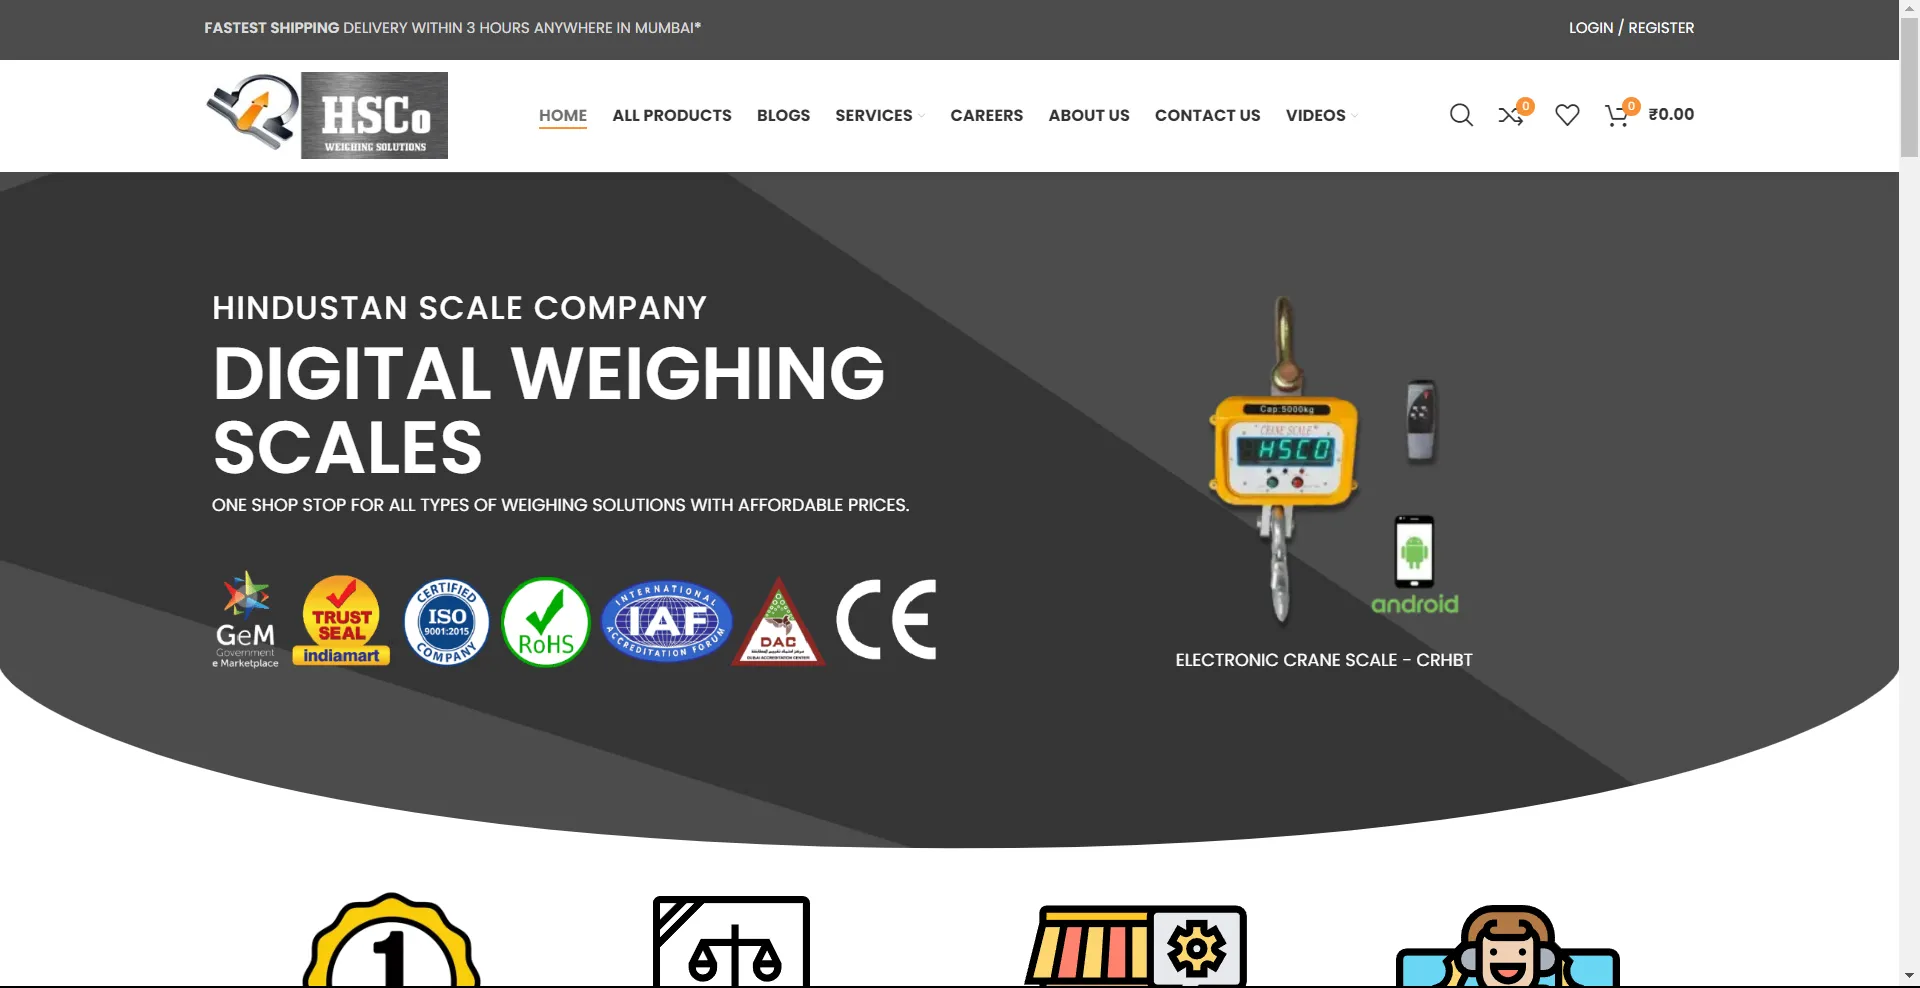 FASTEST SHIPPING DELIVERY WITHIN 3 HOURS ANYWHERE IN MUMBAI*
LOGIN / REGISTER
HSCo
WEIGHING SOLUTIONS
HOME
ALL PRODUCTS
BLOGS
SERVICES
CAREERS
ABOUT US
CONTACT US
VIDEOS
0
0
₹0.00
HINDUSTAN SCALE COMPANY
DIGITAL WEIGHING
SCALES
ONE SHOP STOP FOR ALL TYPES OF WEIGHING SOLUTIONS WITH AFFORDABLE PRICES.
GeM
Government
e Marketplace
TRUST
SEAL
indiamart
CERTIFIED
ISO
9001:2015
COMPANY
RoHS
INTERNATIONAL
IAF
ACCREDITATION FORUM
DAC
DUBAI ACCREDITATION CENTER
CE
Cap:5000kg
CRANE SCALE
HSCO
android
ELECTRONIC CRANE SCALE - CRHBT
1